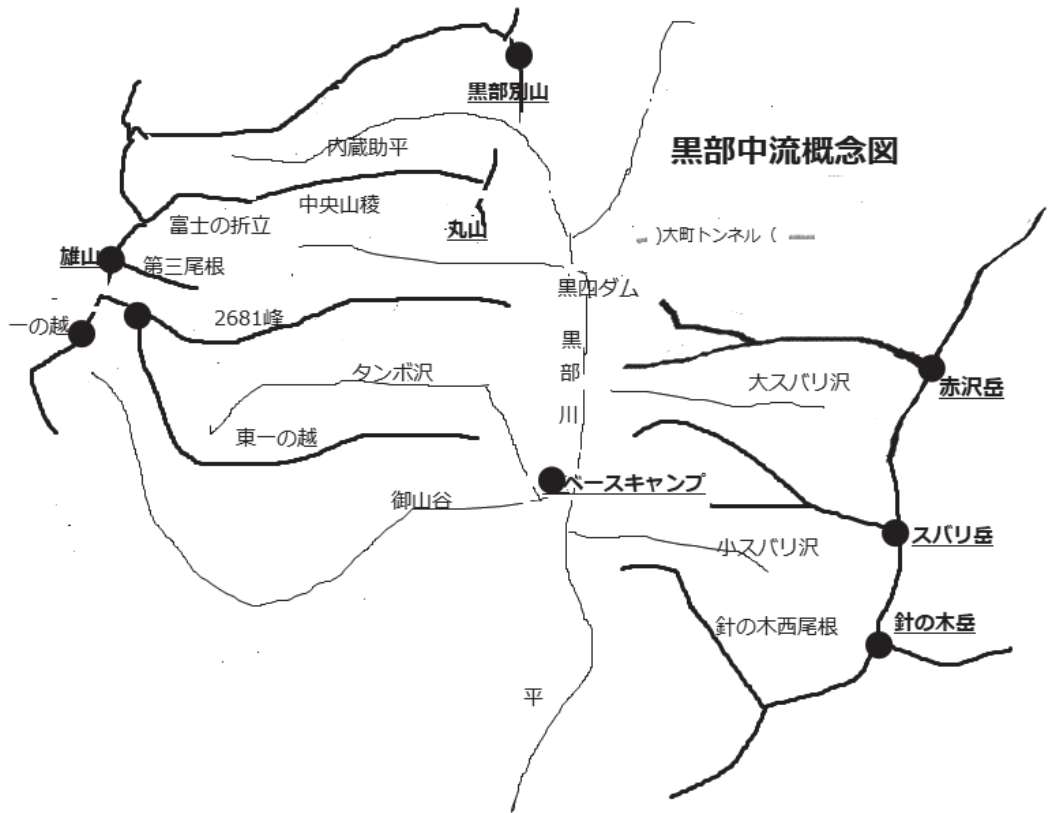 黒部別山
黒部中流概念図
内蔵助平
中央山稜
富士の折立
丸山
)大町トンネル(
雄山
第三尾根
黒四ダム
一の越
2681峰
黒部川
タンボ沢
大スバリ沢
赤沢岳
東一の越
ベースキャンプ
御山谷
スバリ岳
小スバリ沢
針の木岳
針の木西尾根
平